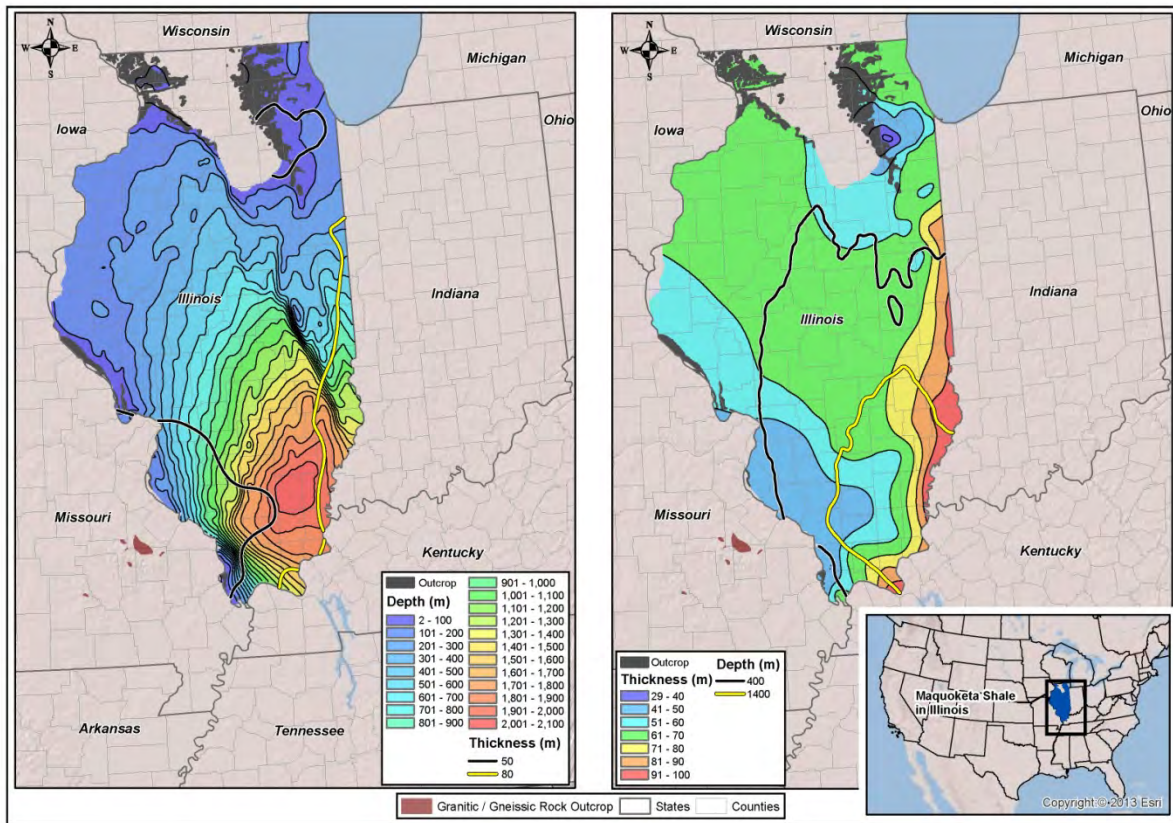 N
W E
S
Wisconsin
Michigan
Iowa
Ohio
Illinois
Indiana
Missouri
Kentucky
Arkansas
Tennessee
Outcrop
Depth (m)
2 - 100
101 - 200
201 - 300
301 - 400
401 - 500
501 - 600
601 - 700
701 - 800
801 - 900
901 - 1,000
1,001 - 1,100
1,101 - 1,200
1,201 - 1,300
1,301 - 1,400
1,401 - 1,500
1,501 - 1,600
1,601 - 1,700
1,701 - 1,800
1,801 - 1,900
1,901 - 2,000
2,001 - 2,100
Thickness (m)
50
80
N
W E
S
Wisconsin
Michigan
Iowa
Ohio
Illinois
Indiana
Missouri
Kentucky
Arkansas
Tennessee
Outcrop
Thickness (m)
29 - 40
41 - 50
51 - 60
61 - 70
71 - 80
81 - 90
91 - 100
Depth (m)
400
1400
Maquoketa Shale
in Illinois
Copyright:© 2013 Esri
Granitic / Gneissic Rock Outcrop
States
Counties